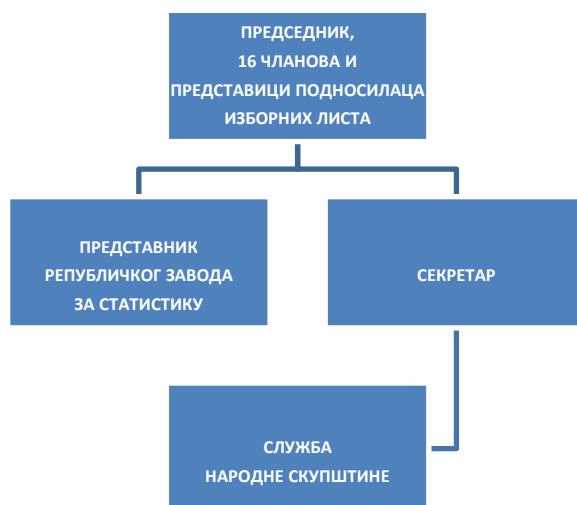 ПРЕДСЕДНИК,
16 ЧЛАНОВА И
ПРЕДСТАВИЦИ ПОДНОСИЛАЦА
ИЗБОРНИХ ЛИСТА
ПРЕДСТАВНИК
РЕПУБЛИЧКОГ ЗАВОДА
ЗА СТАТИСТИКУ
СЕКРЕТАР
СЛУЖБА
НАРОДНЕ СКУПШТИНЕ